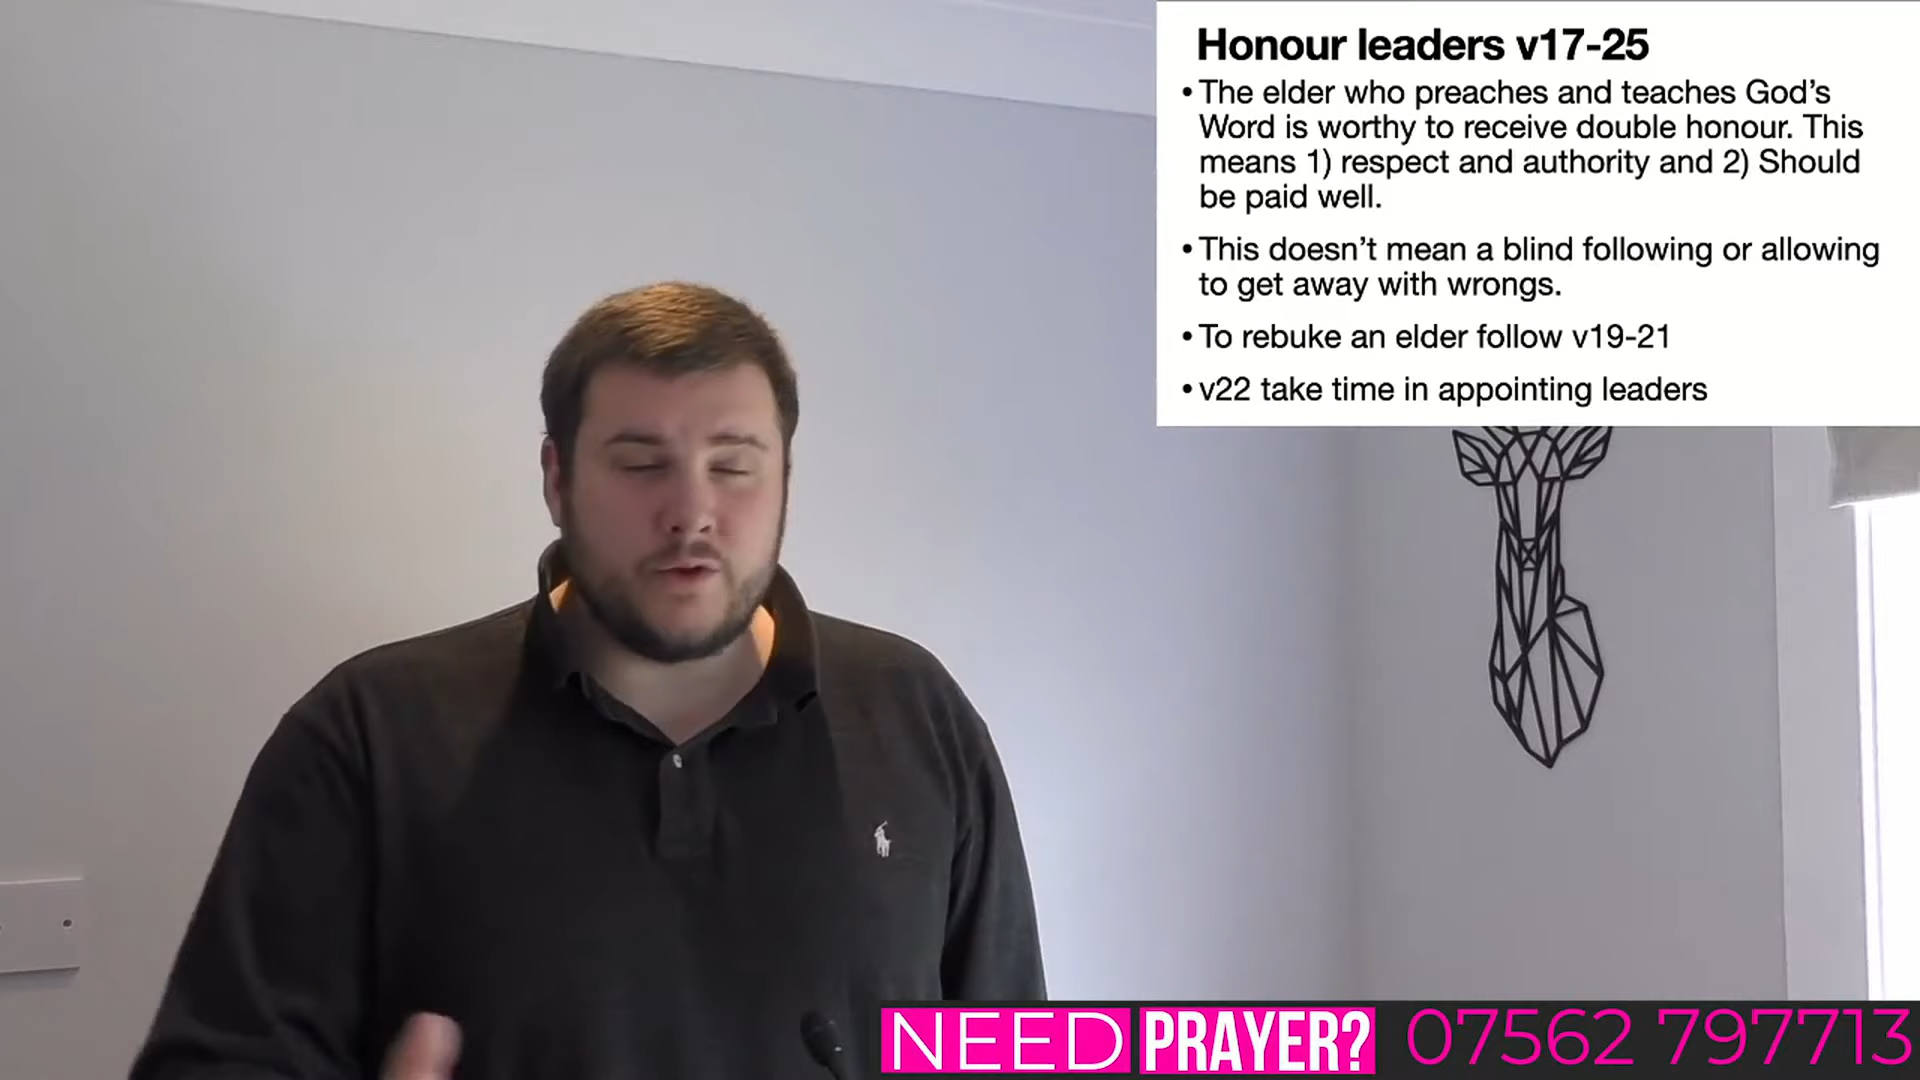 Honour leaders v17-25
• The elder who preaches and teaches God's
Word is worthy to receive double honour. This
means 1) respect and authority and 2) Should
be paid well.
• This doesn't mean a blind following or allowing
to get away with wrongs.
• To rebuke an elder follow v19-21
• v22 take time in appointing leaders
NEED PRAYER? 07562 797713